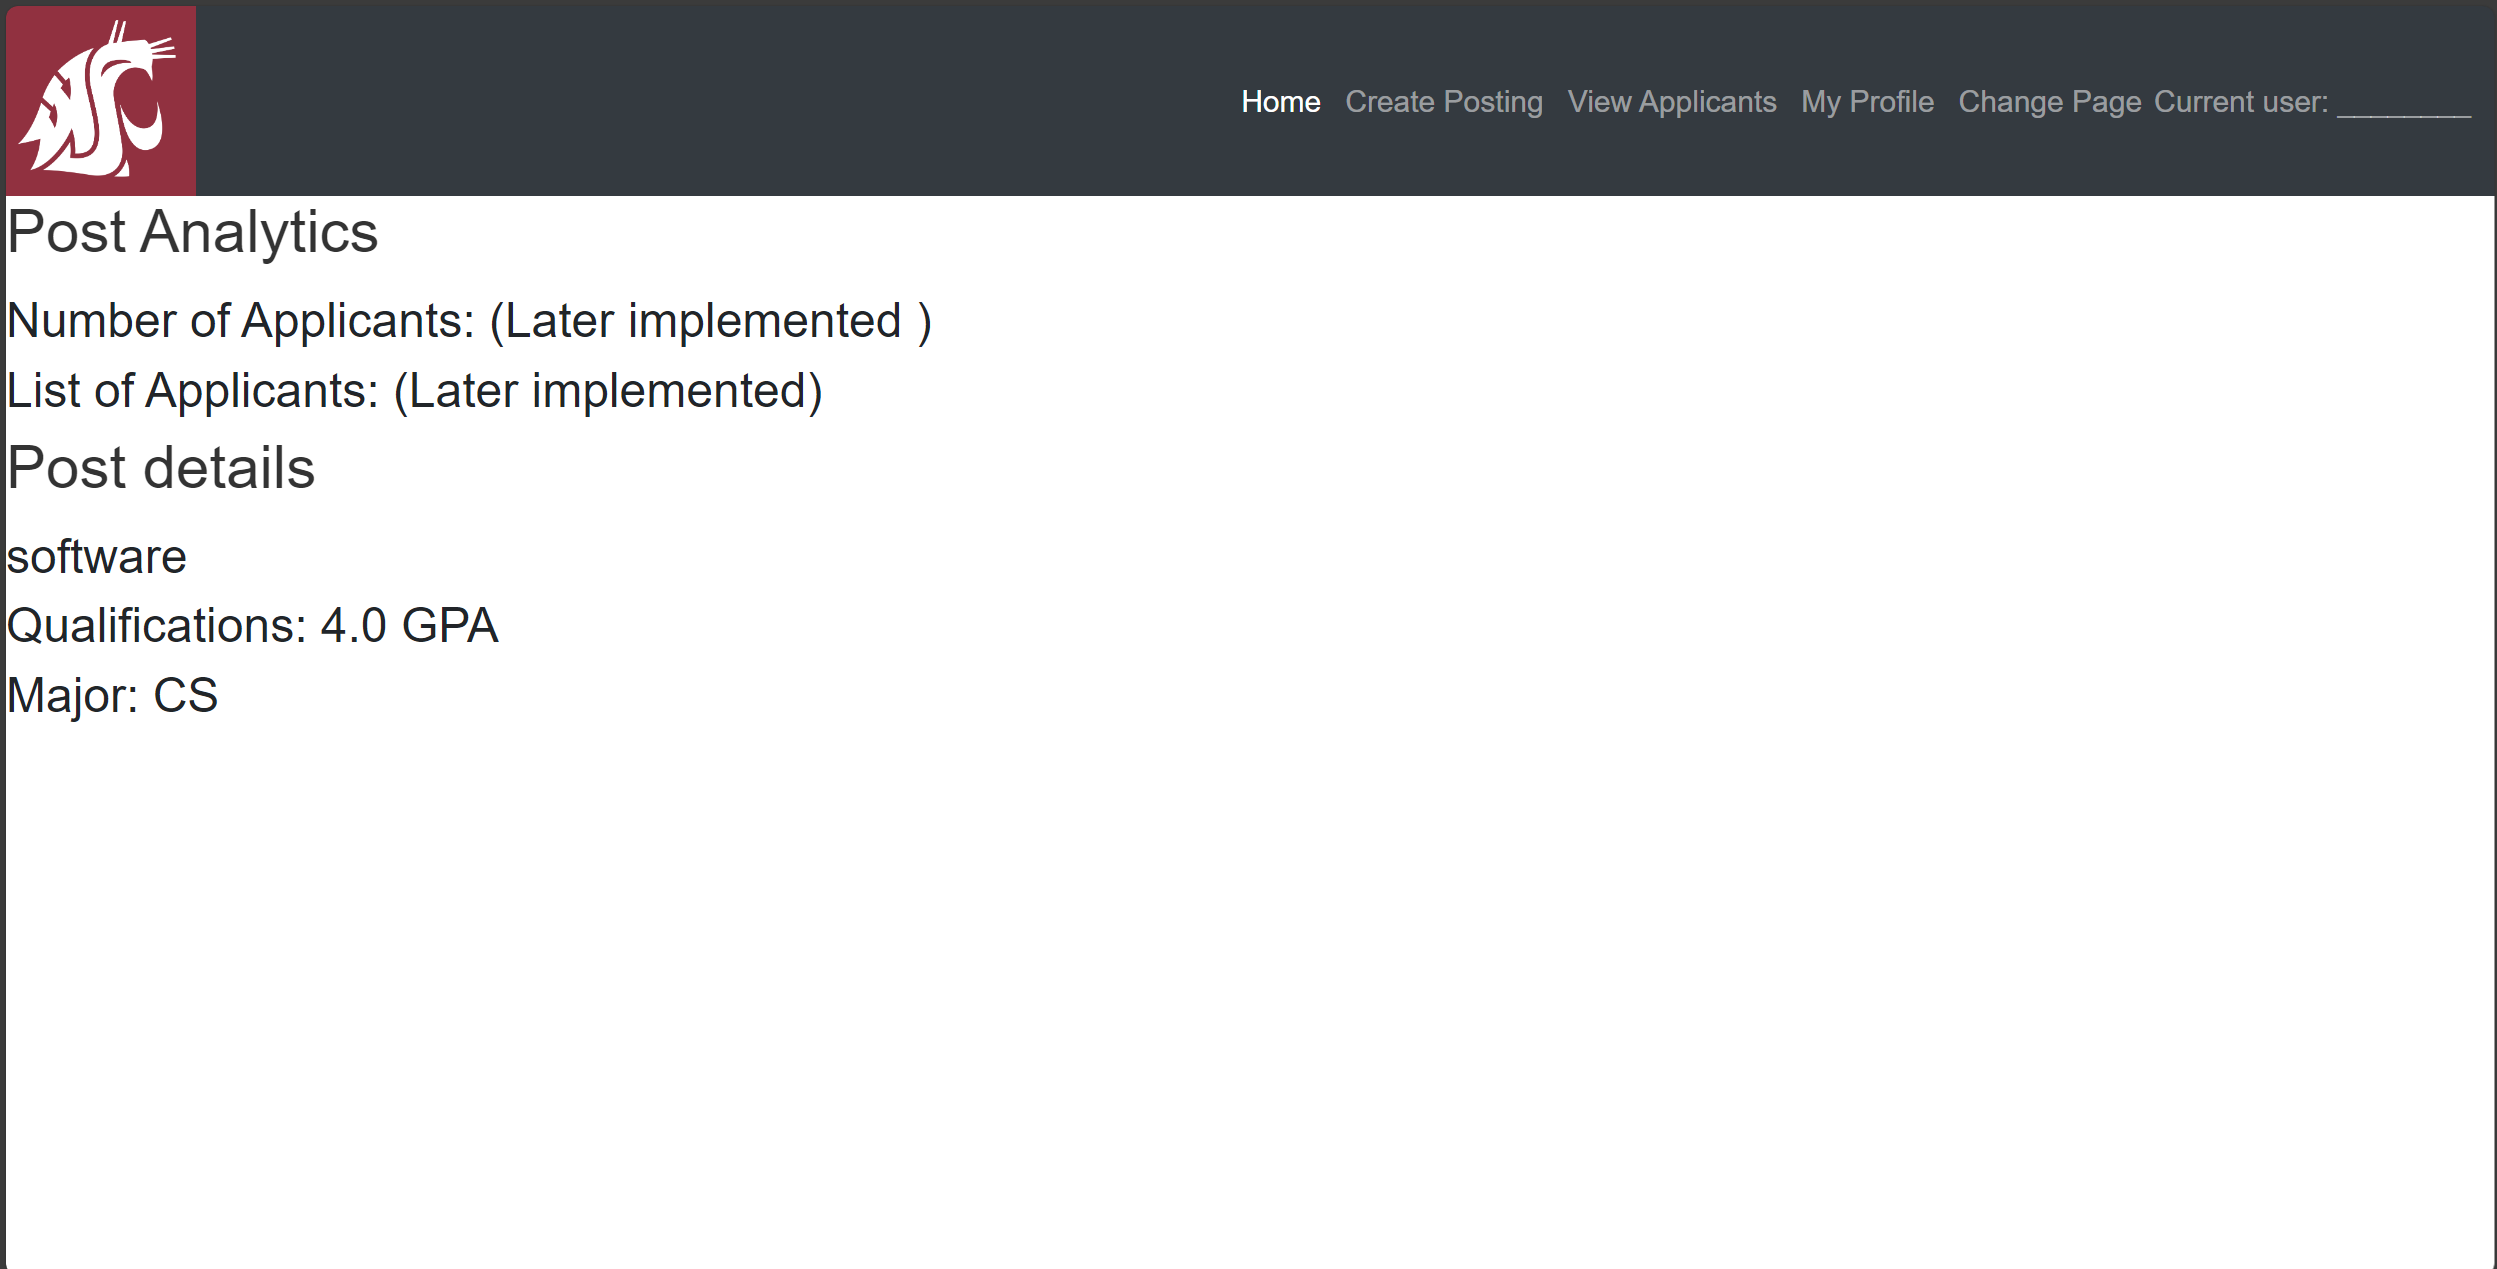 Home Create Posting View Applicants My Profile Change Page Current user: ________
Post Analytics
Number of Applicants: (Later implemented )
List of Applicants: (Later implemented)
Post details
software
Qualifications: 4.0 GPA
Major: CS